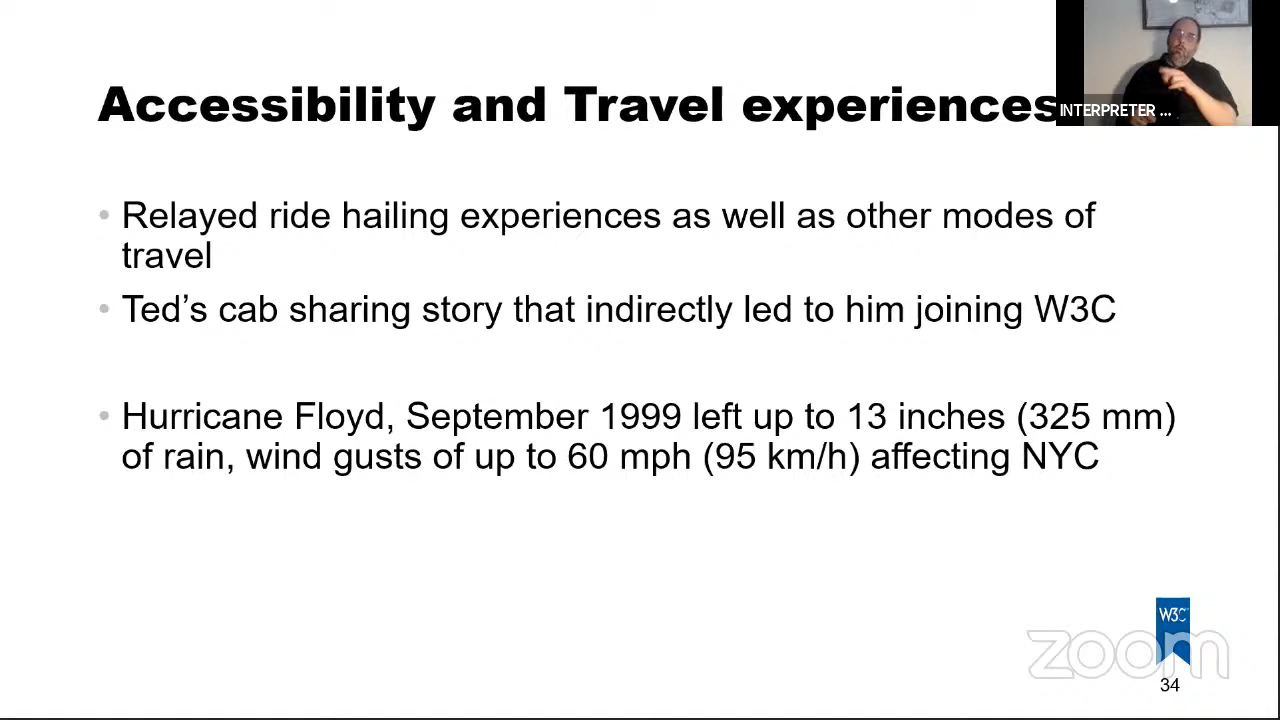 Accessibility and Travel experiences
INTERPRETER ...
• Relayed ride hailing experiences as well as other modes of
travel
• Ted’s cab sharing story that indirectly led to him joining W3C
• Hurricane Floyd, September 1999 left up to 13 inches (325 mm)
of rain, wind gusts of up to 60 mph (95 km/h) affecting NYC
W3C
zoom
34